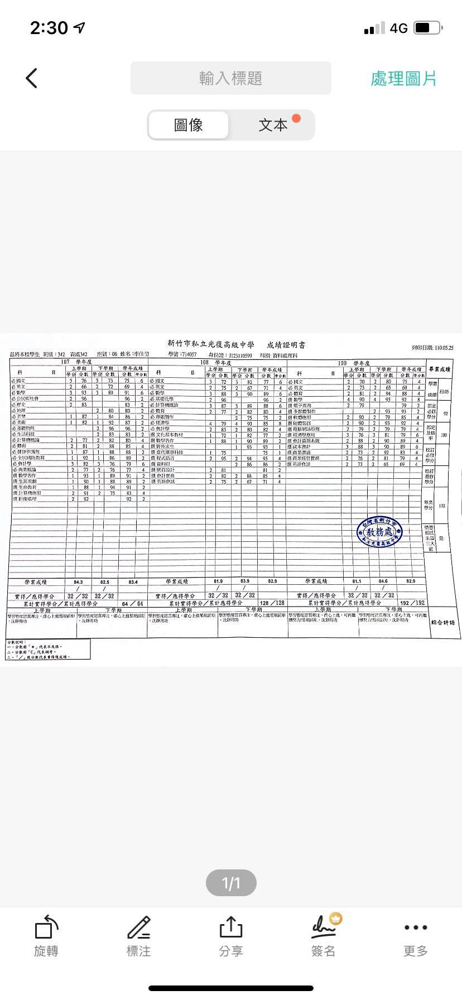 2:30
4G
輸入標題
處理圖片
圖像
文本
新竹市私立光復高級中學 成績證明書
列印日期: 110.05.25
茲將本校學生 班級：342 資處342 座號：06 姓名：李佳
學號：714057 身份證：J123110599 科別: 資料處理科
107 學年度 108 學年度 109 學年度 畢業成績
科 目 上學期 下學期 學年成績 科 目 上學期 下學期 學年成績 科 目 上學期 下學期 學年成績
學分 分數 學分 分數 分數 學分數 學分 分數 學分 分數 分數 學分數 學分 分數 學分 分數 分數 學分數
必 國文 3 76 3 73 75 6 必 國文 3 72 3 82 77 6 必 國文 2 70 2 80 75 4
必 英文 2 66 2 72 69 4 必 英文 2 75 2 67 71 4 必 英文 2 73 2 65 69 4
必 數學 3 93 3 89 91 6 必 數學 3 88 3 90 89 6 必 體育 2 81 2 94 88 4
必 公民與社會 2 96 96 2 必 基礎化學 2 96 96 2 選 數學 4 90 4 93 92 8
必 歷史 2 83 83 2 必 計算機概論 3 87 3 89 88 6 選 電子商務 2 79 79 2
必 地理 2 80 80 2 必 體育 2 77 2 82 80 4 選 多媒體製作 2 93 93 2
必 音樂 1 87 1 84 86 2 必 專題製作 2 75 75 2 選 軟體應用 2 90 2 79 85 4
必 美術 1 82 1 92 87 2 必 經濟學 4 79 4 90 85 8 選 硬體裝修 2 90 2 93 92 4
必 基礎物理 2 96 96 2 必 會計學 2 83 2 80 82 4 選 電腦網路原理 2 79 2 79 79 4
必 生活科技 2 83 83 2 選 文化基本教材 1 72 1 82 77 2 選 經濟學應用 3 76 3 81 79 6
必 計算機概論 2 77 2 82 80 4 選 數學習作 1 88 1 90 89 2 選 會計資訊系統 2 88 2 90 89 4
必 體育 2 81 2 88 85 4 選 野外求生 1 93 93 1 選 成本會計 3 88 3 90 89 6
必 健康與護理 1 87 1 88 88 2 選 當代軍事科技 1 75 75 1 選 商業溝通 2 73 2 92 83 4
必 全民國防教育 1 92 1 86 89 2 選 程式語言 2 95 2 94 95 4 選 商業經營實務 2 76 2 81 79 4
必 會計學 3 82 3 76 79 6 選 資料庫 2 86 86 2 選 英語會話 2 73 2 65 69 4
必 商業概論 2 77 2 76 77 4 選 網頁設計 2 81 81 2
選 數學習作 1 93 1 89 91 2 選 會計實務 2 82 2 88 85 4
選 生涯規劃 1 90 1 88 89 2 選 英語會話 2 75 2 67 71 4
選 生命教育 1 88 1 94 91 2
選 計算機應用 2 91 2 75 83 4
選 影像處理 2 92 92 2
學業成績 83.05
部定必修學分 92
部定及格率 100
校訂必修學分
校訂選修學分
畢業學分 192
獎懲相抵未滿三大過 是
台灣省新竹市
教務處
私立光復高級中學
學業成績 84.3 82.5 83.4 學業成績 81.9 83.9 82.9 學業成績 81.1 84.6 82.9
/ / / / / /
實得／應得學分 32／32 32／32 實得／應得學分 32／32 32／32 實得／應得學分 32／32 32／32
累計實得學分／累計應得學分 64／64 累計實得學分／累計應得學分 128／128 累計實得學分／累計應得學分 192／192
上學期 下學期 上學期 下學期 上學期 下學期
綜合評語
學習態度認真專注，虛心上進循規蹈矩，沈靜用功
學習態度認真專注，虛心上進循規蹈矩，沈靜用功
學習態度認真專注，虛心上進循規蹈矩，沈靜用功
學習態度認真專注，虛心上進循規蹈矩，沈靜用功
學習態度認真專注，虛心上進，可再繼續努力!循規蹈矩，沈靜用功
學習態度認真專注，虛心上進，可再繼續努力!循規蹈矩，沈靜用功
分數說明：
一、分數前「*」代表不及格。
二、分數前「C」代表補考。
三、「／」後分數代表重修後成績。
1/1
旋轉
標注
分享
簽名
更多